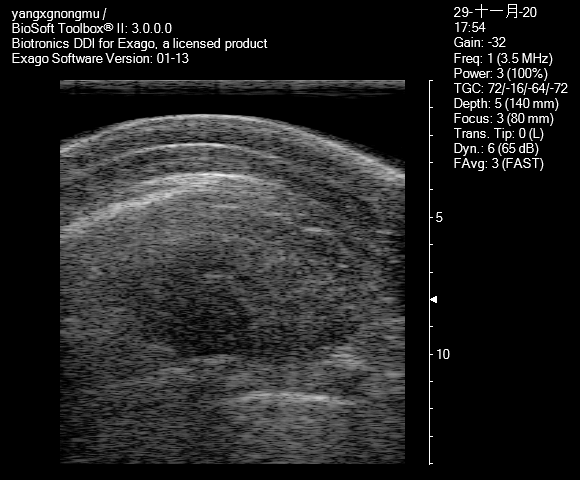 yangxgnongmu /
BioSoft Toolbox® II: 3.0.0.0
Biotronics DDI for Exago, a licensed product
Exago Software Version: 01-13
29-十一月-20
17:54
Gain: -32
Freq: 1 (3.5 MHz)
Power: 3 (100%)
TGC: 72/-16/-64/-72
Depth: 5 (140 mm)
Focus: 3 (80 mm)
Trans. Tip: 0 (L)
Dyn.: 6 (65 dB)
FAvg: 3 (FAST)
5
10